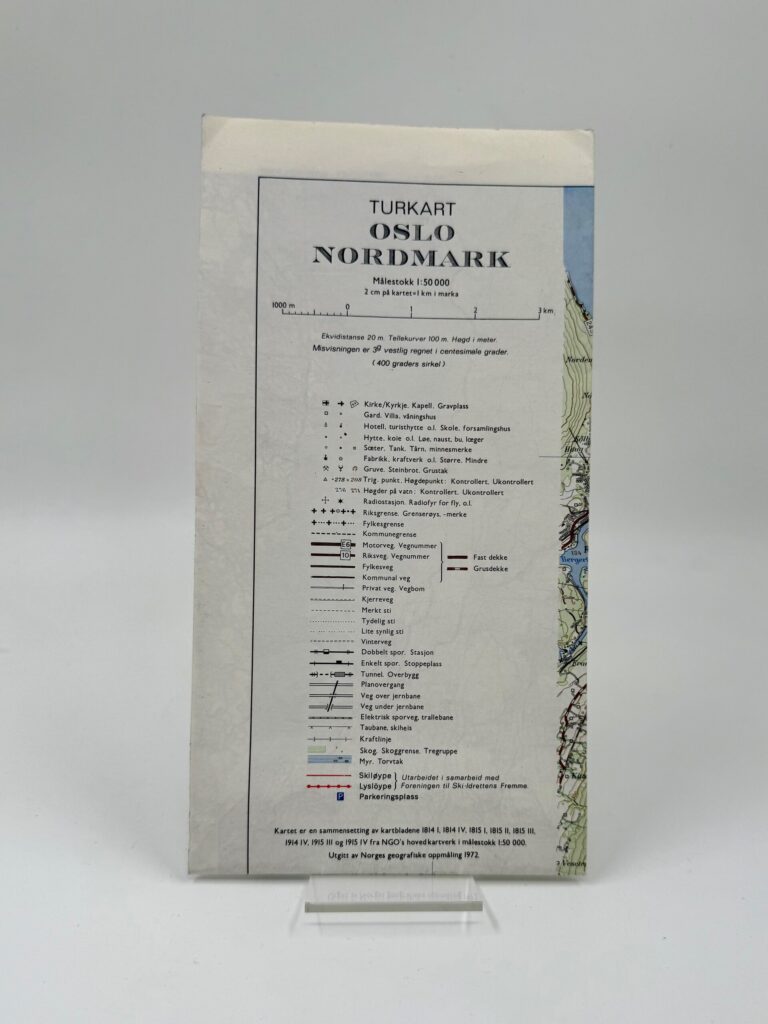 TURKART
OSLO
NORDMARK
Målestokk 1:50 000
2 cm på kartet=1 km i marka
1000 m 0 1 2 3 km
Ekvidistanse 20 m. Tellekurver 100 m. Høgd i meter.
Misvisningen er 3g vestlig regnet i centesimale grader.
(400 graders sirkel)
Kirke/Kyrkje. Kapell. Gravplass
Gard. Villa, våningshus
Hotell, turisthytte o.l. Skole, forsamlingshus
Hytte, koie o.l. Løe, naust, bu, læger
Sæter. Tank. Tårn, minnesmerke
Fabrikk, kraftverk o.l. Større. Mindre
Gruve. Steinbrot. Grustak
Trig. punkt. Høgdepunkt: Kontrollert. Ukontrollert
Høgder på vatn: Kontrollert. Ukontrollert
Radiostasjon. Radiofyr for fly, o.l.
Riksgrense. Grenserøys, -merke
Fylkesgrense
Kommunegrense
E6 Motorveg. Vegnummer
10 Riksveg. Vegnummer Fast dekke
Fylkesveg Grusdekke
Kommunal veg
Privat veg. Vegbom
Kjerreveg
Merkt sti
Tydelig sti
Lite synlig sti
Vinterveg
Dobbelt spor. Stasjon
Enkelt spor. Stoppeplass
Tunnel. Overbygg
Planovergang
Veg over jernbane
Veg under jernbane
Elektrisk sporveg, trallebane
Taubane, skiheis
Kraftlinje
Skog. Skoggrense. Tregruppe
Myr. Torvtak
Skiløype Utarbeidet i samarbeid med
Lyslöype Foreningen til Ski-Idrettens Fremme.
P Parkeringsplass
Kartet er en sammensetting av kartbladene 1814 I, 1814 IV, 1815 I, 1815 II, 1815 III,
1914 IV, 1915 III og 1915 IV fra NGO's hovedkartverk i målestokk 1:50 000.
Utgitt av Norges geografiske oppmåling 1972.